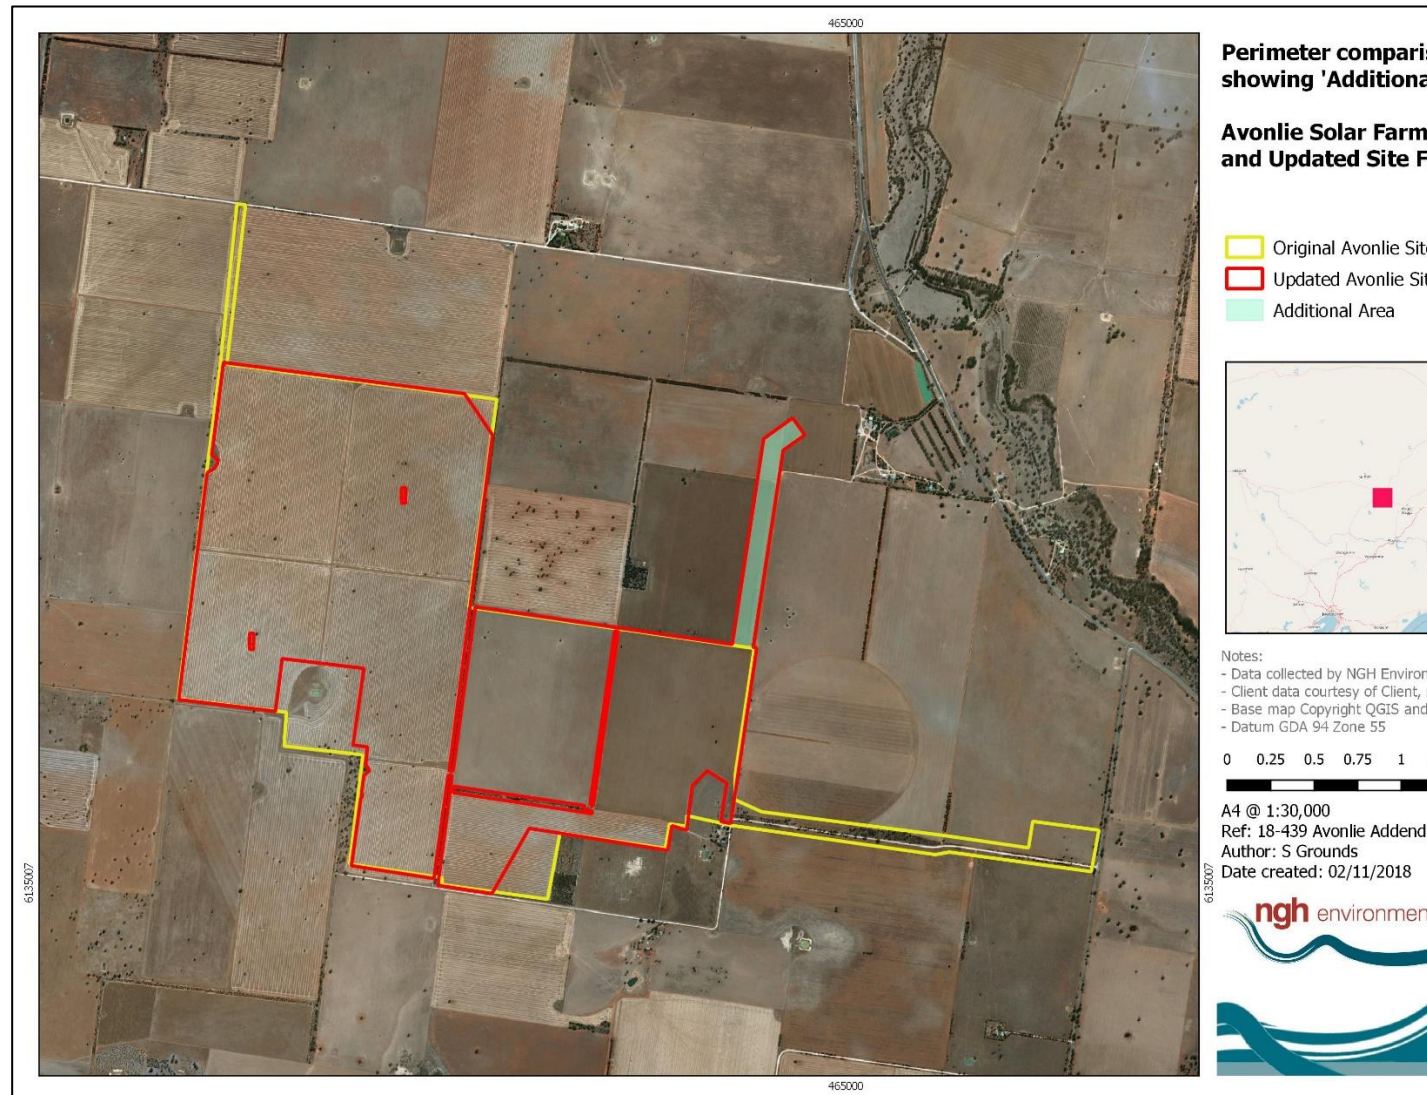 465000
Perimeter comparis
showing 'Additiona
Avonlie Solar Farm
and Updated Site F
Original Avonlie Site
Updated Avonlie Sit
Additional Area
Notes:
- Data collected by NGH Environ
- Client data courtesy of Client,
- Base map Copyright QGIS and
- Datum GDA 94 Zone 55
0 0.25 0.5 0.75 1
A4 @ 1:30,000
Ref: 18-439 Avonlie Addend
Author: S Grounds
Date created: 02/11/2018
6135007
6135007
ngh environmen
465000